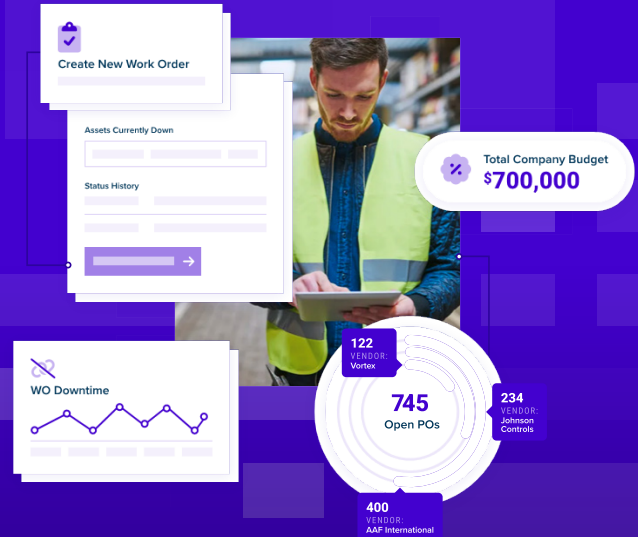 Create New Work Order
Assets Currently Down
Status History
Total Company Budget
$700,000
WO Downtime
122
VENDOR:
Vortex
745
Open POs
234
VENDOR:
Johnson
Controls
400
VENDOR:
AAF International